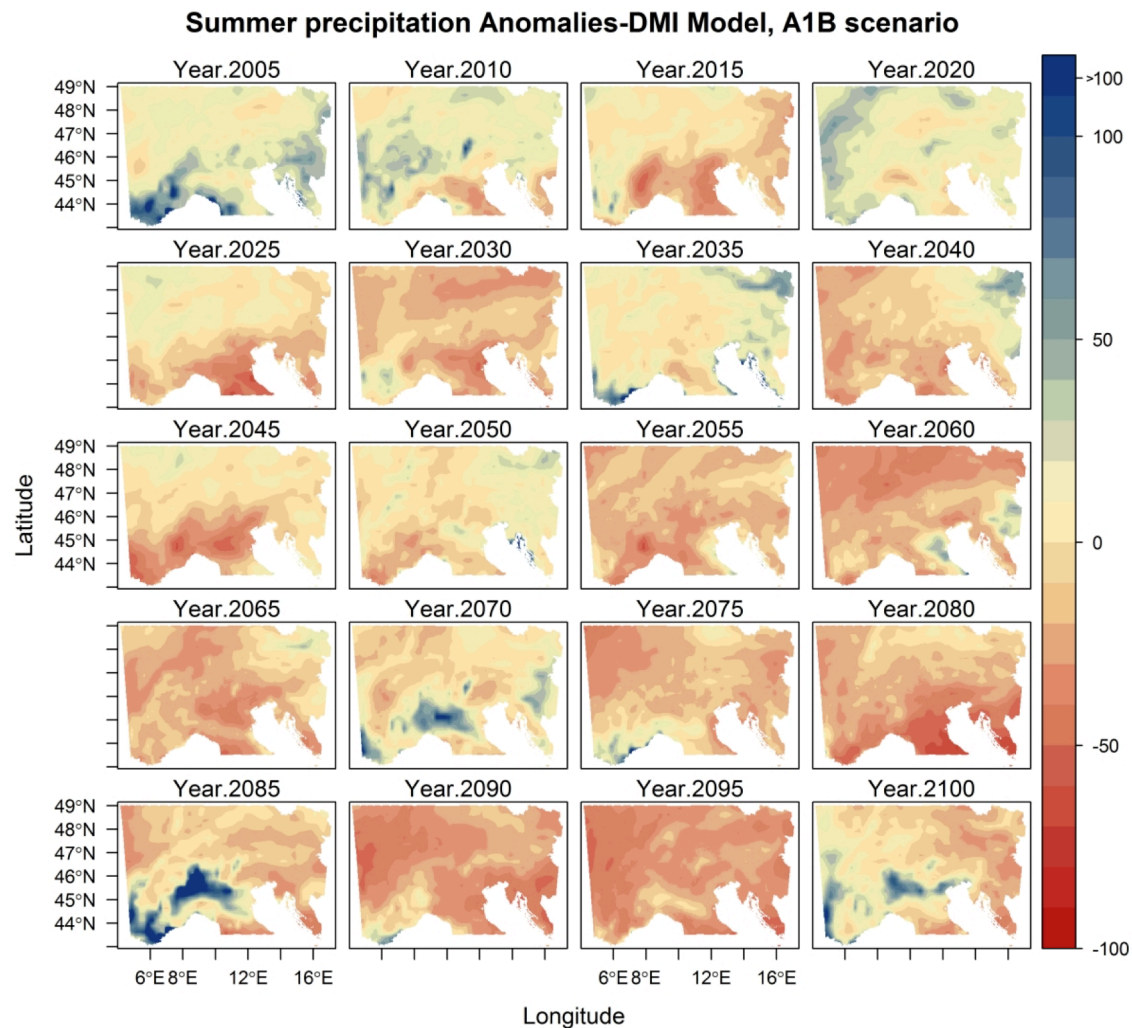 Summer precipitation Anomalies-DMI Model, A1B scenario
Year.2005 Year.2010 Year.2015 Year.2020
49°N
48°N
47°N
46°N
45°N
44°N
Year.2025 Year.2030 Year.2035 Year.2040
Year.2045 Year.2050 Year.2055 Year.2060
49°N
48°N
47°N
46°N
45°N
44°N
Year.2065 Year.2070 Year.2075 Year.2080
Year.2085 Year.2090 Year.2095 Year.2100
49°N
48°N
47°N
46°N
45°N
44°N
6°E 8°E 12°E 16°E 6°E 8°E 12°E 16°E
Latitude
Longitude
>100
100
50
0
-50
-100